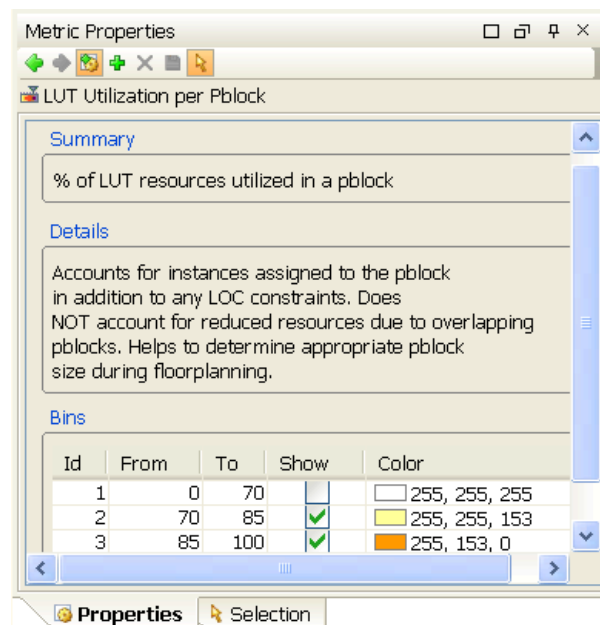 Metric Properties
LUT Utilization per Pblock
Summary
% of LUT resources utilized in a pblock
Details
Accounts for instances assigned to the pblock
in addition to any LOC constraints. Does
NOT account for reduced resources due to overlapping
pblocks. Helps to determine appropriate pblock
size during floorplanning.
Bins
Id From To Show Color
1 0 70 255, 255, 255
2 70 85 255, 255, 153
3 85 100 255, 153, 0
Properties Selection